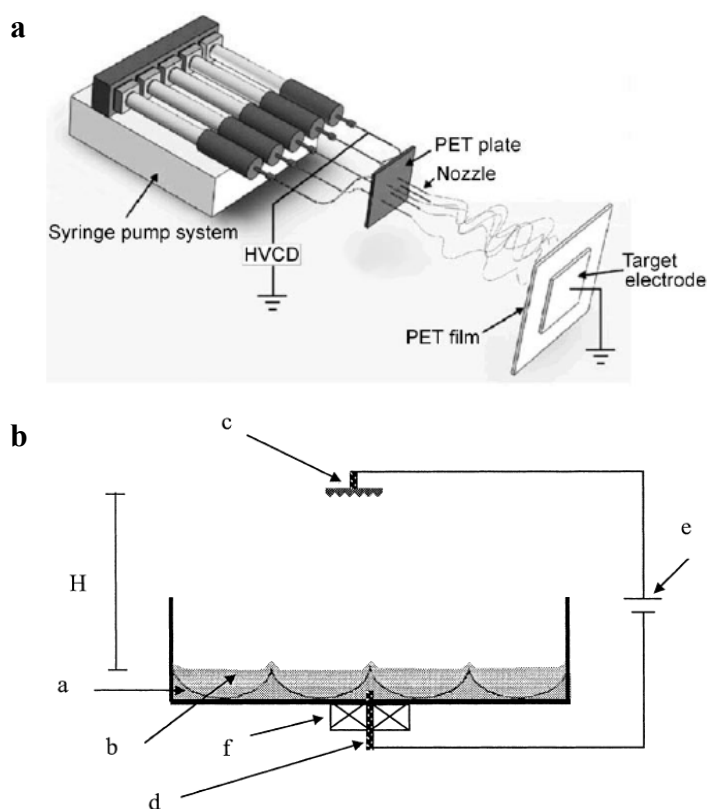 a
PET plate
Nozzle
Syringe pump system
HVCD
Target
electrode
PET film
b
c
e
H
a
b
f
d